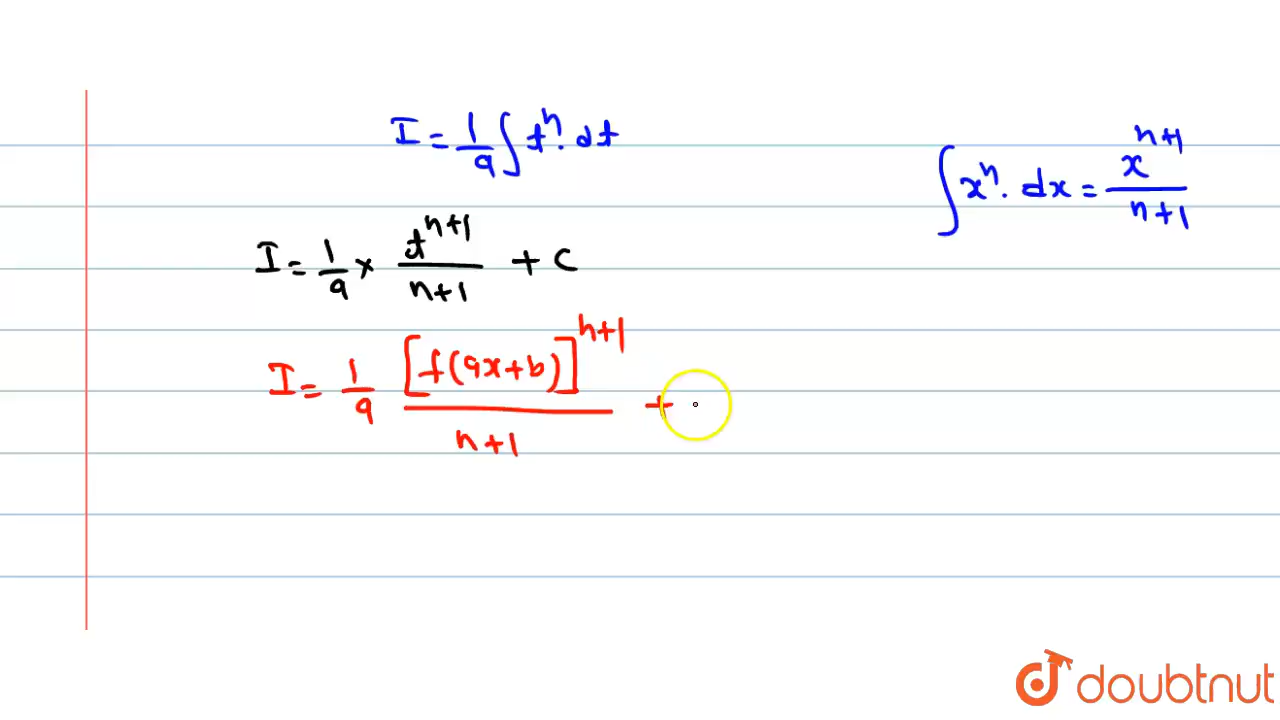 I = 1/a ∫ tⁿ. dt
∫ xⁿ. dx = xⁿ⁺¹/n+1
I = 1/a × tⁿ⁺¹/n+1 + c
I = 1/a [f(ax+b)]ⁿ⁺¹/n+1 +
doubtnut